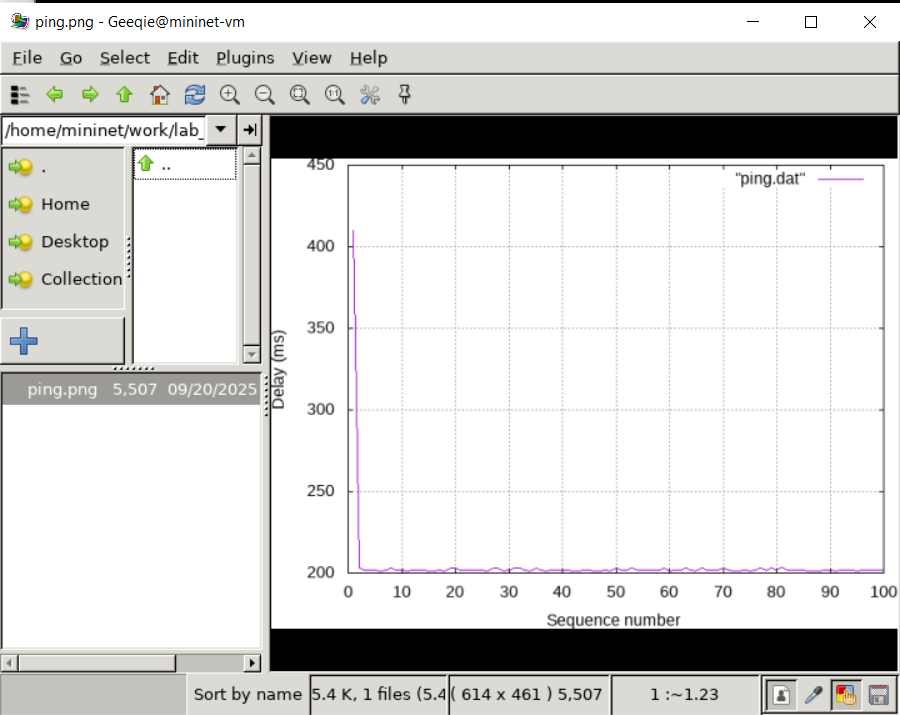 ping.png - Geeqie@mininet-vm
File Go Select Edit Plugins View Help
/home/mininet/work/lab_
.
Home
Desktop
Collection
..
ping.png 5,507 09/20/2025
450
400
350
300
250
200
Delay (ms)
"ping.dat"
0 10 20 30 40 50 60 70 80 90 100
Sequence number
Sort by name 5.4 K, 1 files (5.4 ( 614 x 461 ) 5,507 1 :~1.23